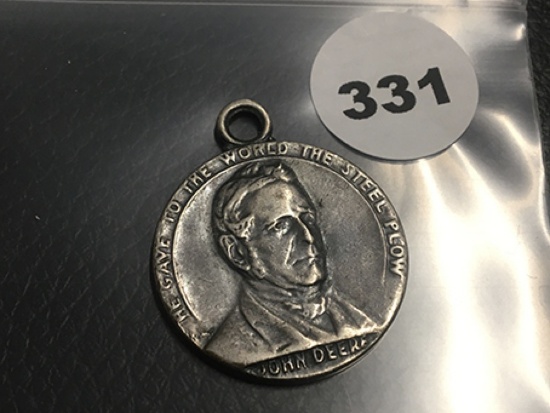 331
HE GAVE TO THE WORLD THE STEEL PLOW
JOHN DEERE